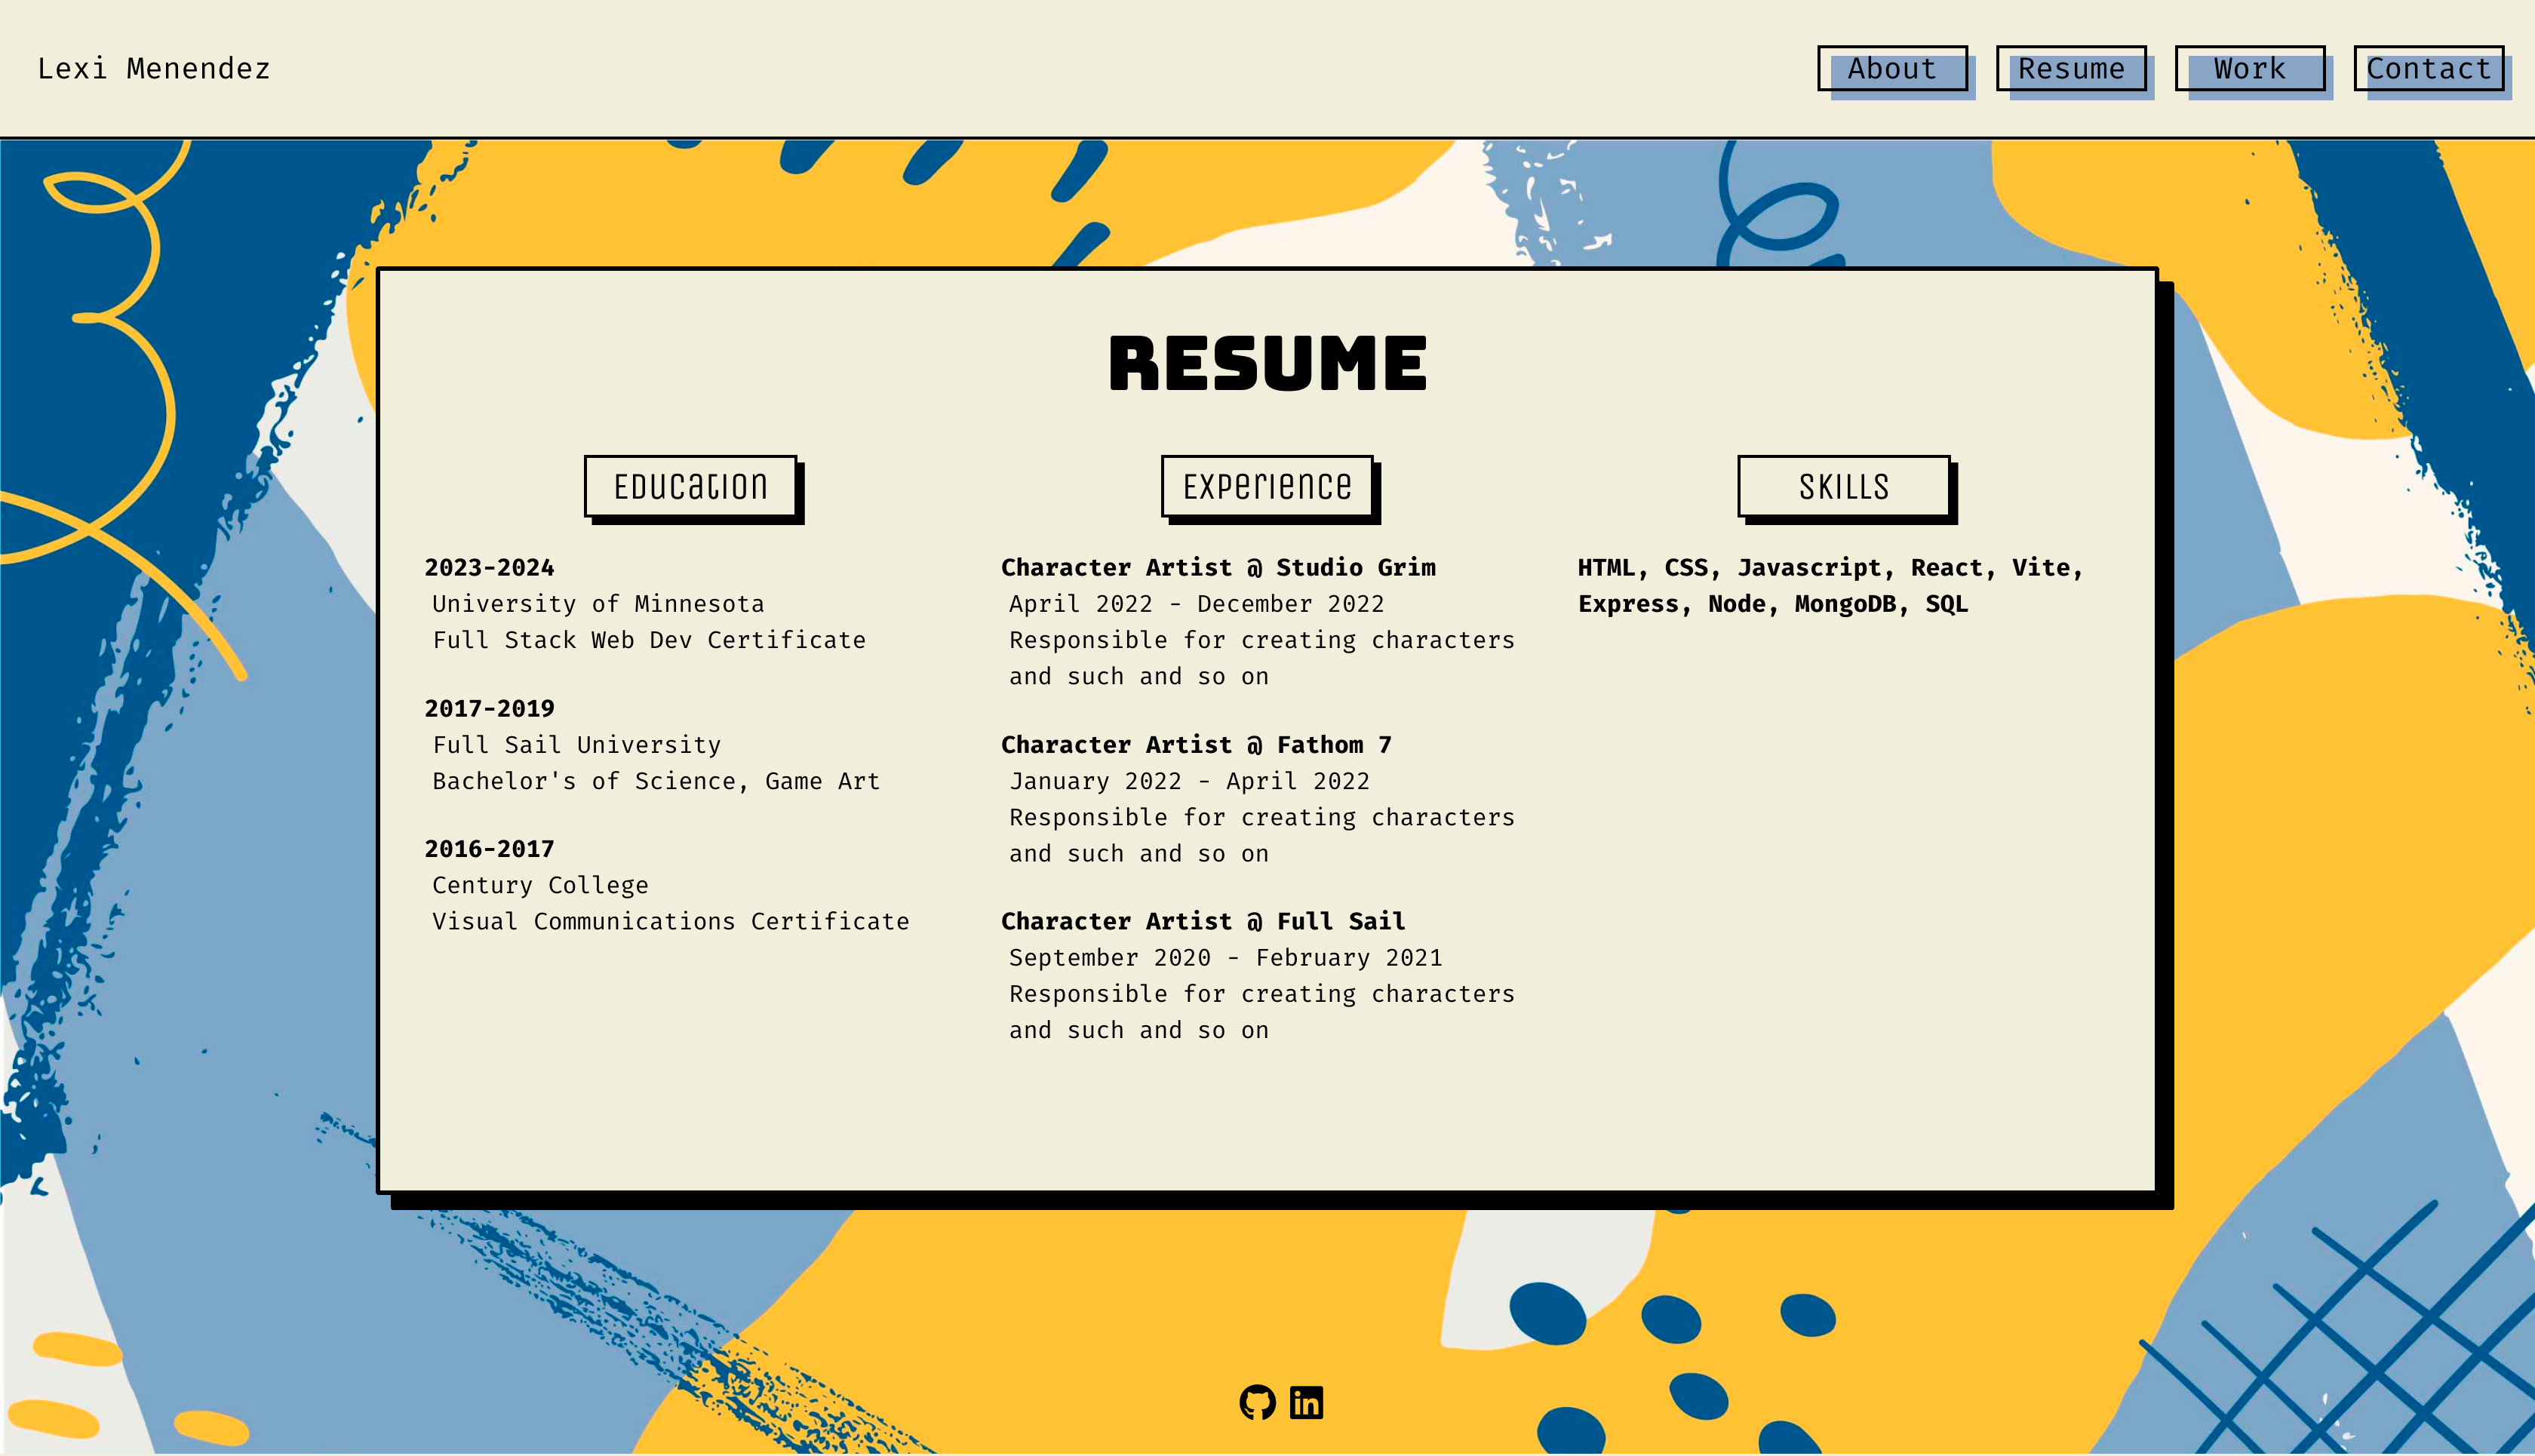 Lexi Menendez
About
Resume
Work
Contact
RESUME
Education
2023-2024
University of Minnesota
Full Stack Web Dev Certificate
2017-2019
Full Sail University
Bachelor's of Science, Game Art
2016-2017
Century College
Visual Communications Certificate
Experience
Character Artist @ Studio Grim
April 2022 - December 2022
Responsible for creating characters
and such and so on
Character Artist @ Fathom 7
January 2022 - April 2022
Responsible for creating characters
and such and so on
Character Artist @ Full Sail
September 2020 - February 2021
Responsible for creating characters
and such and so on
Skills
HTML, CSS, Javascript, React, Vite,
Express, Node, MongoDB, SQL
in